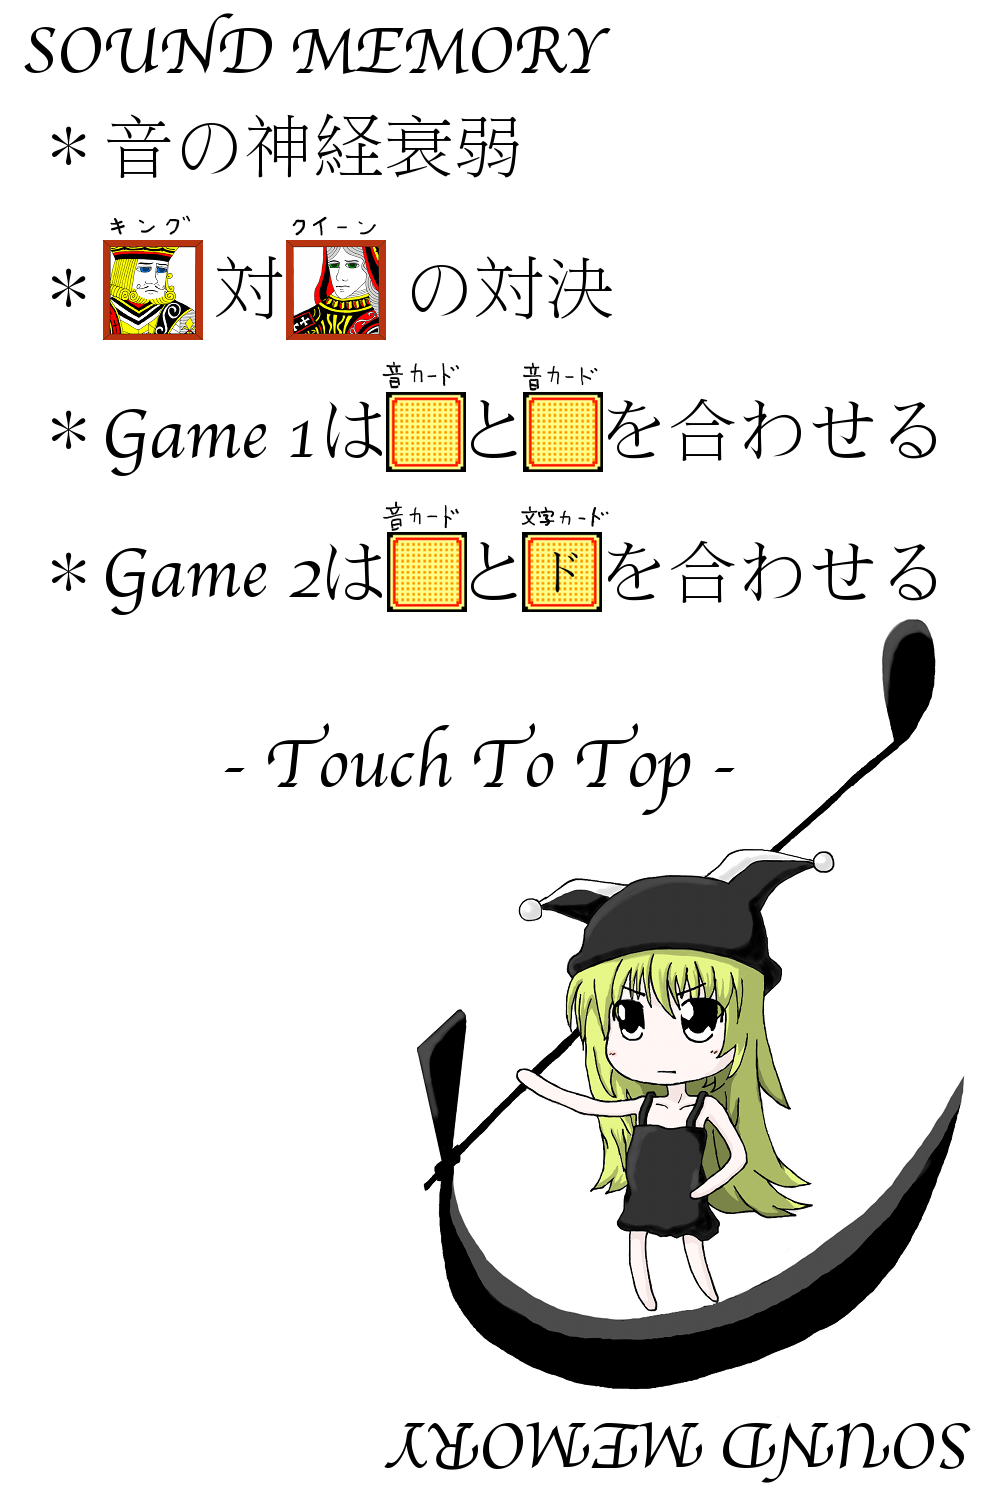 SOUND MEMORY
＊音の神経衰弱
キング クイーン
＊ 対 の対決
音カード 音カード
＊Game 1は と を合わせる
音カード 文字カード
＊Game 2は と ド を合わせる
- Touch To Top -
SOUND MEMORY